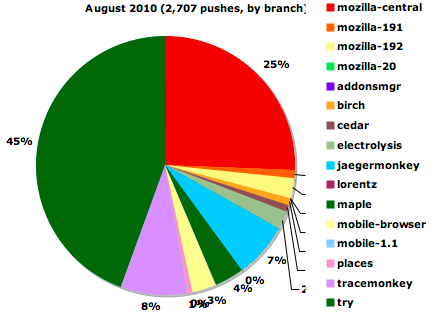 August 2010 (2,707 pushes, by branch)
25%
45%
7%
0%
4%
3%
0%
1%
8%
2
mozilla-central
mozilla-191
mozilla-192
mozilla-20
addonsmgr
birch
cedar
electrolysis
jaegermonkey
lorentz
maple
mobile-browser
mobile-1.1
places
tracemonkey
try